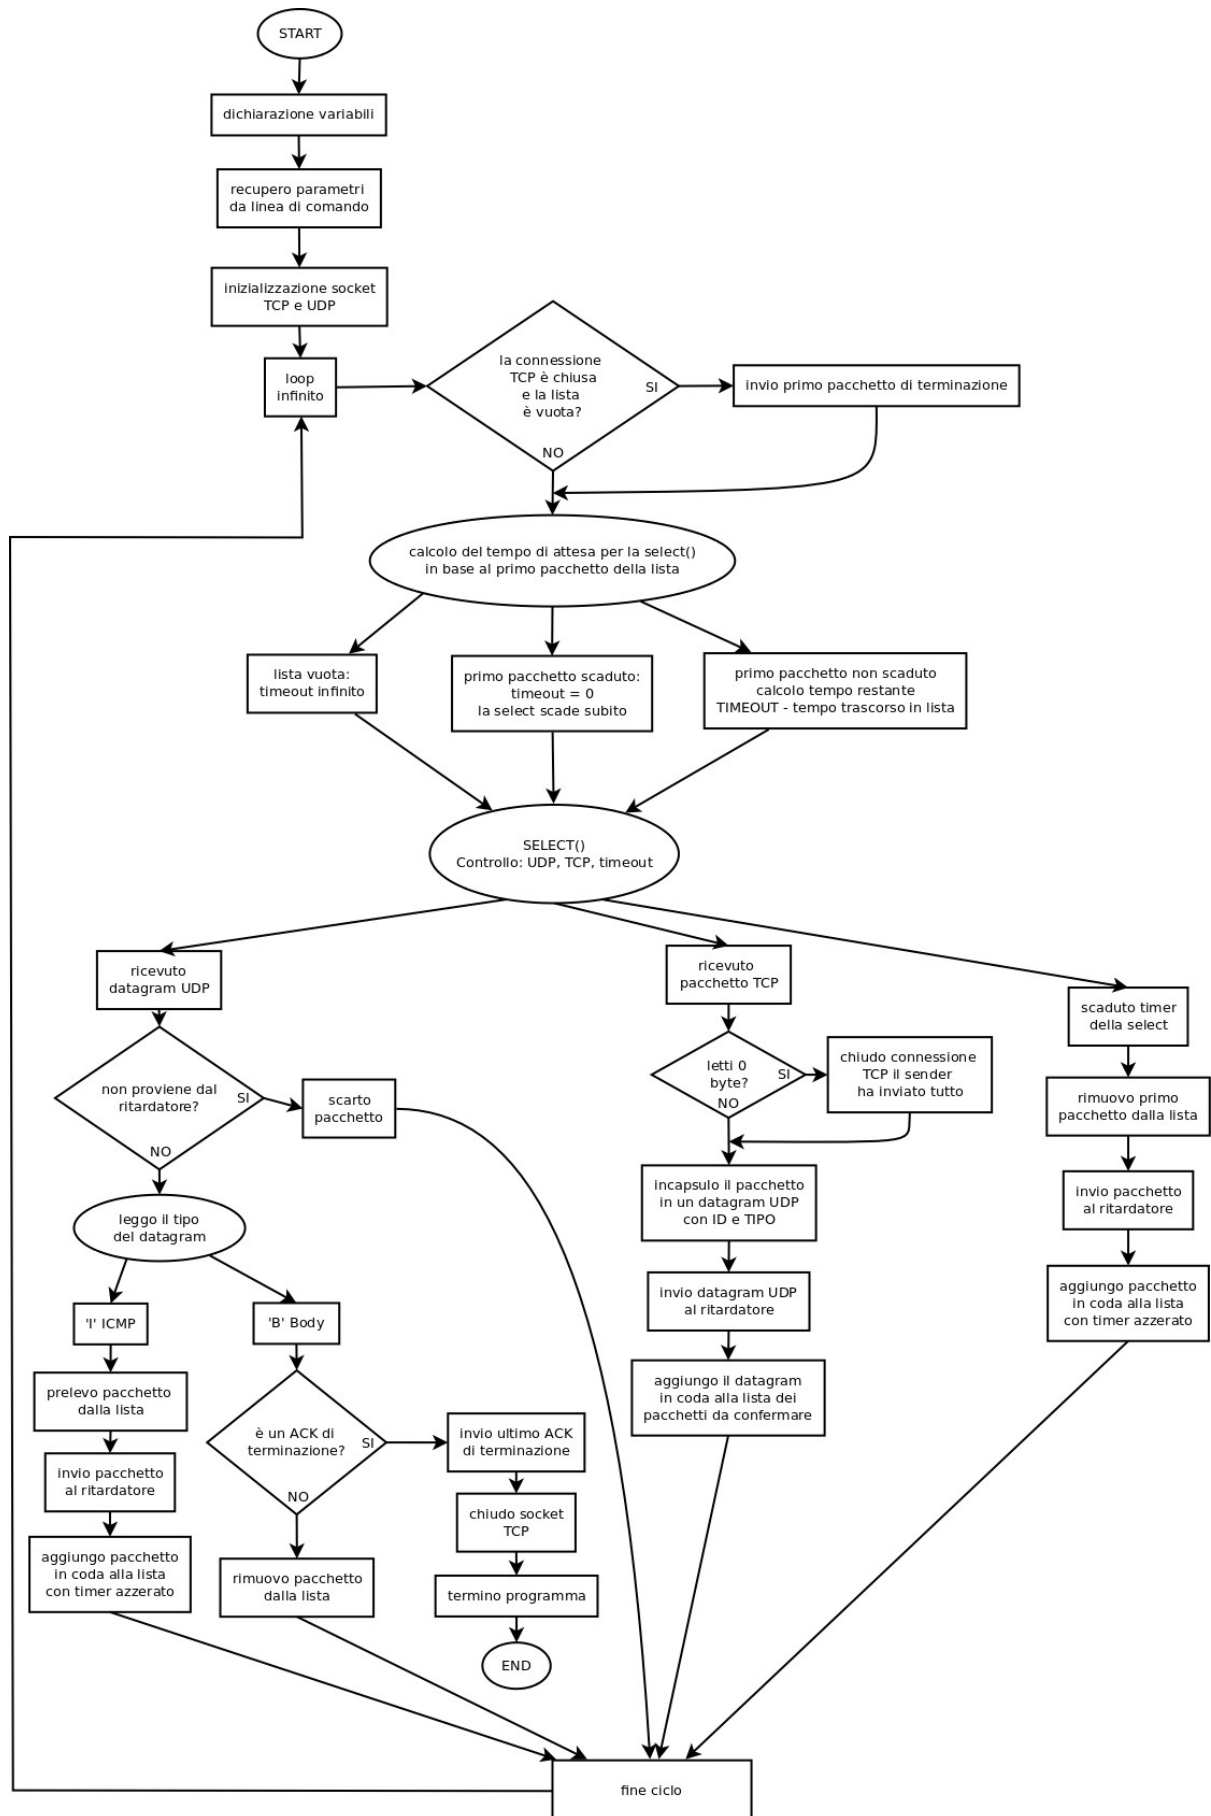 START
dichiarazione variabili
recupero parametri
da linea di comando
inizializzazione socket
TCP e UDP
loop
infinito
la connessione
TCP è chiusa
e la lista
è vuota?
SI
NO
invio primo pacchetto di terminazione
calcolo del tempo di attesa per la select()
in base al primo pacchetto della lista
lista vuota:
timeout infinito
primo pacchetto scaduto:
timeout = 0
la select scade subito
primo pacchetto non scaduto
calcolo tempo restante
TIMEOUT - tempo trascorso in lista
SELECT()
Controllo: UDP, TCP, timeout
ricevuto
datagram UDP
non proviene dal
ritardatore?
SI
NO
scarto
pacchetto
leggo il tipo
del datagram
'I' ICMP
prelevo pacchetto
dalla lista
invio pacchetto
al ritardatore
aggiungo pacchetto
in coda alla lista
con timer azzerato
'B' Body
è un ACK di
terminazione?
SI
NO
rimuovo pacchetto
dalla lista
invio ultimo ACK
di terminazione
chiudo socket
TCP
termino programma
END
ricevuto
pacchetto TCP
letti 0
byte?
SI
NO
chiudo connessione
TCP il sender
ha inviato tutto
incapsulo il pacchetto
in un datagram UDP
con ID e TIPO
invio datagram UDP
al ritardatore
aggiungo il datagram
in coda alla lista dei
pacchetti da confermare
scaduto timer
della select
rimuovo primo
pacchetto dalla lista
invio pacchetto
al ritardatore
aggiungo pacchetto
in coda alla lista
con timer azzerato
fine ciclo